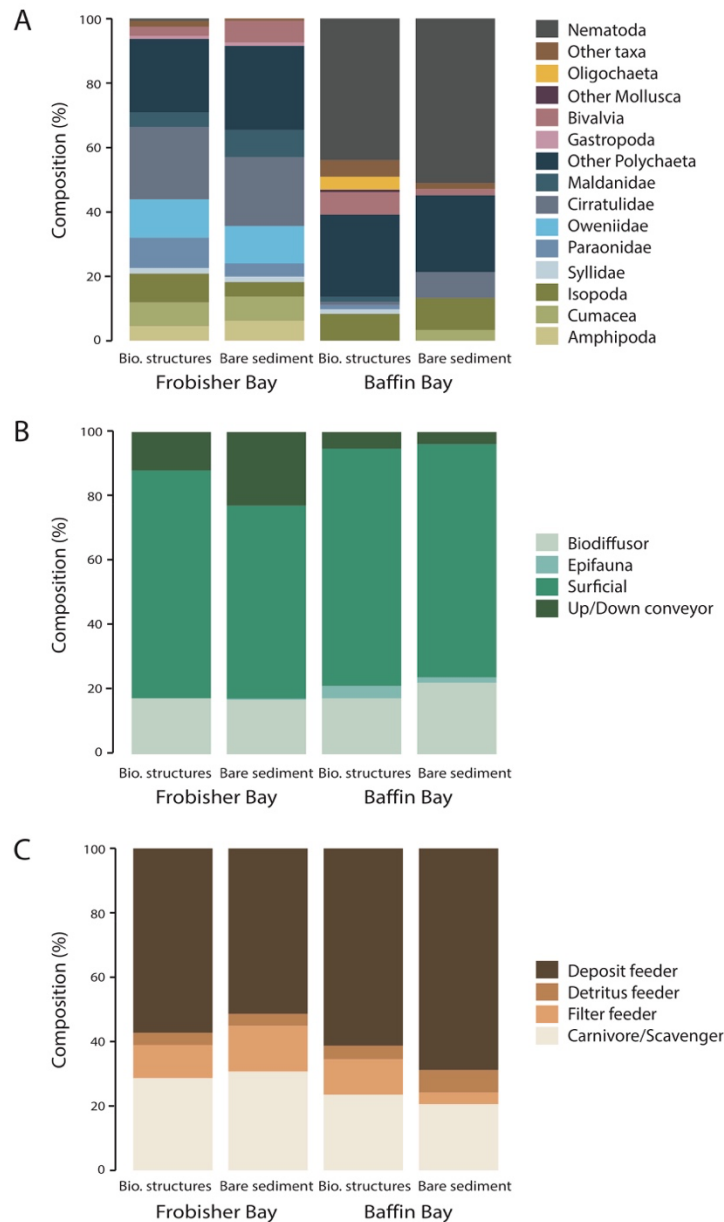 A
100
80
60
40
20
0
Composition (%)
Bio. structures Bare sediment Bio. structures Bare sediment
Frobisher Bay Baffin Bay
Nematoda
Other taxa
Oligochaeta
Other Mollusca
Bivalvia
Gastropoda
Other Polychaeta
Maldanidae
Cirratulidae
Oweniidae
Paraonidae
Syllidae
Isopoda
Cumacea
Amphipoda
B
100
80
60
40
20
0
Composition (%)
Bio. structures Bare sediment Bio. structures Bare sediment
Frobisher Bay Baffin Bay
Biodiffusor
Epifauna
Surficial
Up/Down conveyor
C
100
80
60
40
20
0
Composition (%)
Bio. structures Bare sediment Bio. structures Bare sediment
Frobisher Bay Baffin Bay
Deposit feeder
Detritus feeder
Filter feeder
Carnivore/Scavenger